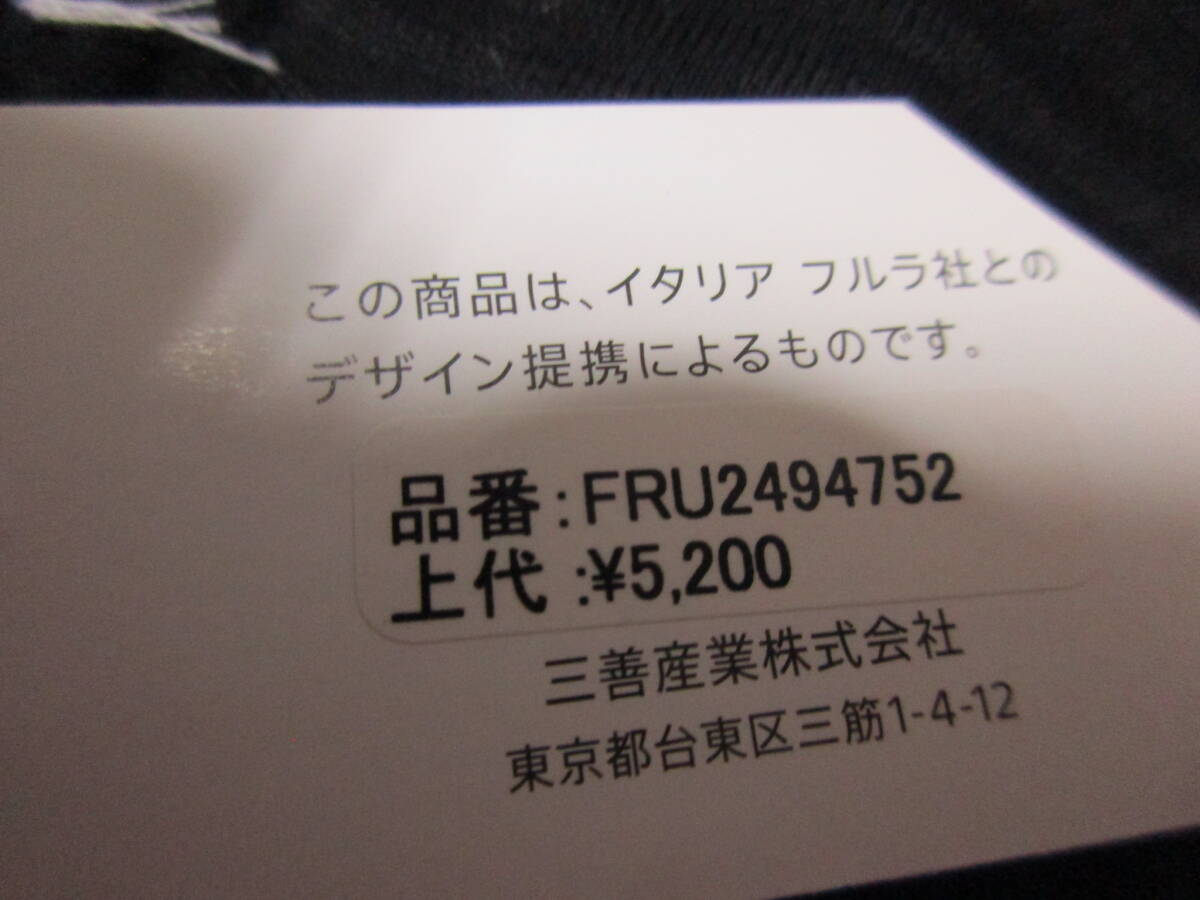 この商品は、イタリア フルラ社との
デザイン提携によるものです。
品番:FRU2494752
上代:¥5,200
三善産業株式会社
東京都台東区三筋1-4-12